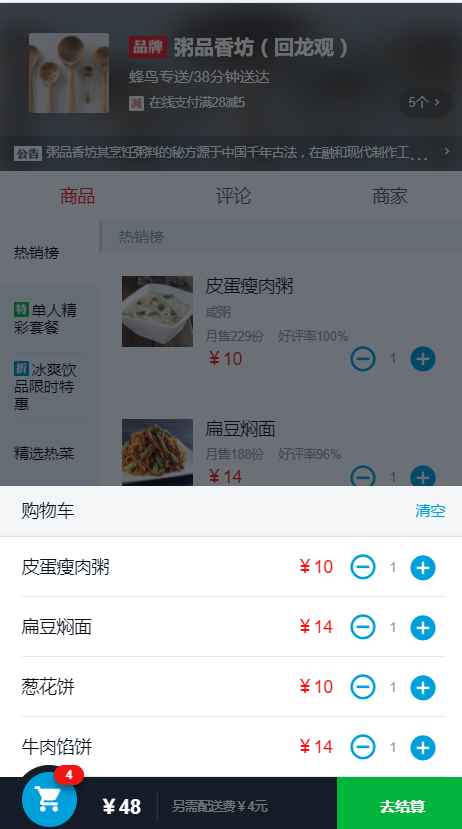 品牌 粥品香坊（回龙观）
蜂鸟专送/38分钟送达
减 在线支付满28减5
5个 >
公告 粥品香坊其烹饪粥料的秘方源于中国千年古法，在融和现代制作工... >
商品 评论 商家
热销榜
特 单人精彩套餐
折 冰爽饮品限时特惠
精选热菜
热销榜
皮蛋瘦肉粥
咸粥
月售229份 好评率100%
￥10 1
扁豆焖面
月售188份 好评率96%
￥14 1
购物车 清空
皮蛋瘦肉粥 ￥10 1
扁豆焖面 ￥14 1
葱花饼 ￥10 1
牛肉馅饼 ￥14 1
4
￥48 另需配送费￥4元 去结算